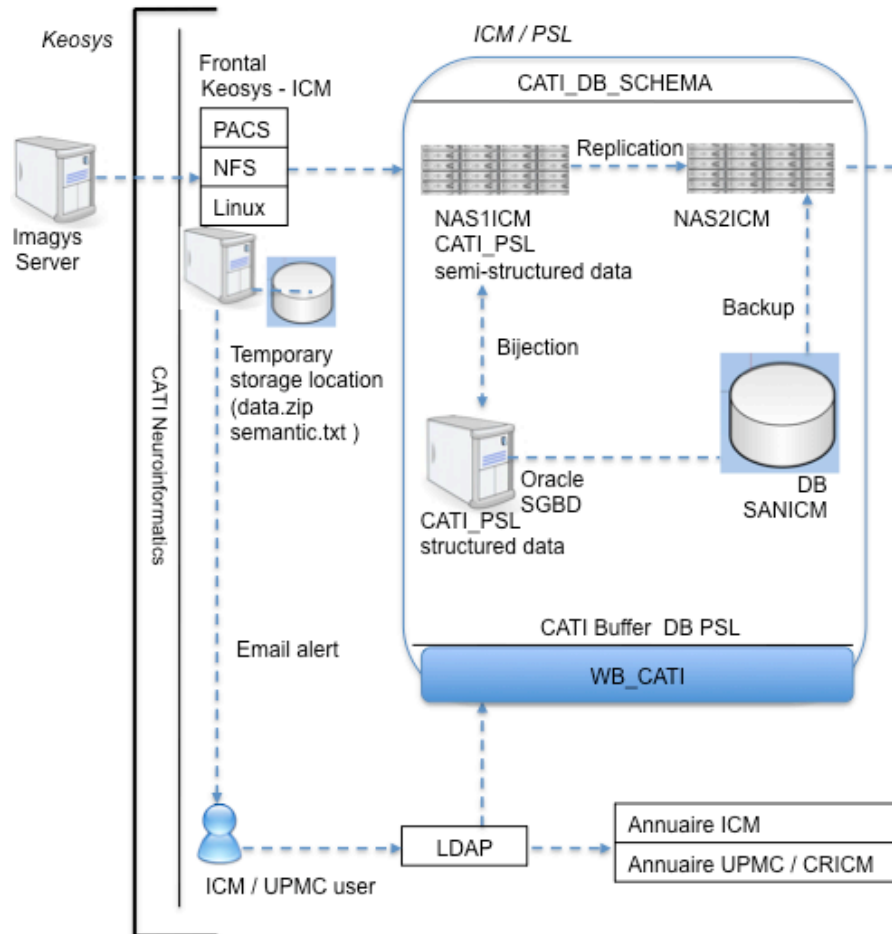 Keosys
ICM / PSL
Frontal
Keosys - ICM
PACS
NFS
Linux
Imagys
Server
CATI_DB_SCHEMA
Replication
NAS1ICM
CATI_PSL
semi-structured data
NAS2ICM
Temporary
storage location
(data.zip
semantic.txt )
Bijection
Backup
Oracle
SGBD
CATI_PSL
structured data
DB
SANICM
CATI Neuroinformatics
Email alert
CATI Buffer DB PSL
WB_CATI
ICM / UPMC user
LDAP
Annuaire ICM
Annuaire UPMC / CRICM